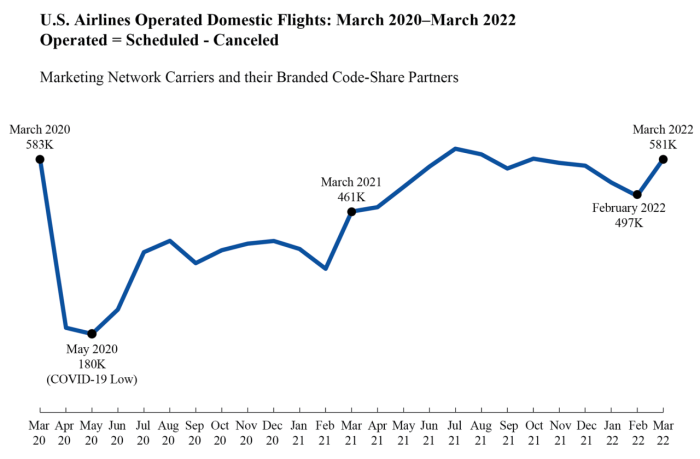 U.S. Airlines Operated Domestic Flights: March 2020–March 2022
Operated = Scheduled - Canceled
Marketing Network Carriers and their Branded Code-Share Partners
March 2020
583K
March 2022
581K
March 2021
461K
February 2022
497K
May 2020
180K
(COVID-19 Low)
Mar Apr May Jun Jul Aug Sep Oct Nov Dec Jan Feb Mar Apr May Jun Jul Aug Sep Oct Nov Dec Jan Feb Mar
20 20 20 20 20 20 20 20 20 20 21 21 21 21 21 21 21 21 21 21 21 21 22 22 22